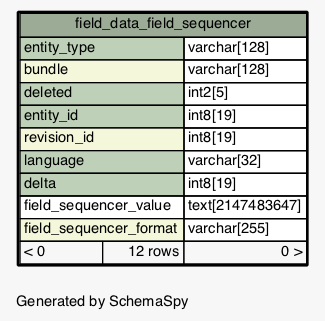 field_data_field_sequencer
entity_type varchar[128]
bundle varchar[128]
deleted int2[5]
entity_id int8[19]
revision_id int8[19]
language varchar[32]
delta int8[19]
field_sequencer_value text[2147483647]
field_sequencer_format varchar[255]
< 0 12 rows 0 >
Generated by SchemaSpy